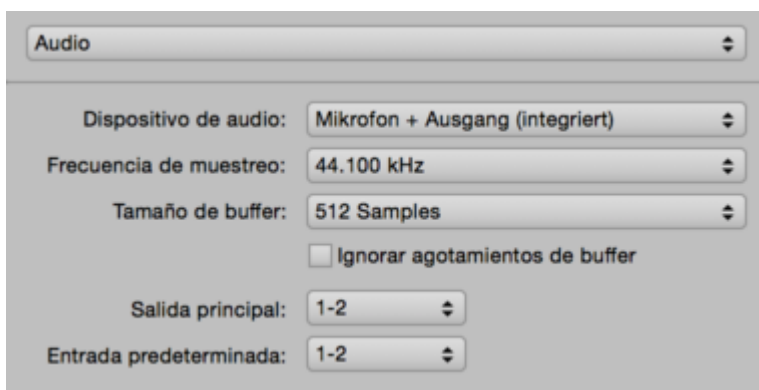 Audio
Dispositivo de audio: Mikrofon + Ausgang (integriert)
Frecuencia de muestreo: 44.100 kHz
Tamaño de buffer: 512 Samples
Ignorar agotamientos de buffer
Salida principal: 1-2
Entrada predeterminada: 1-2